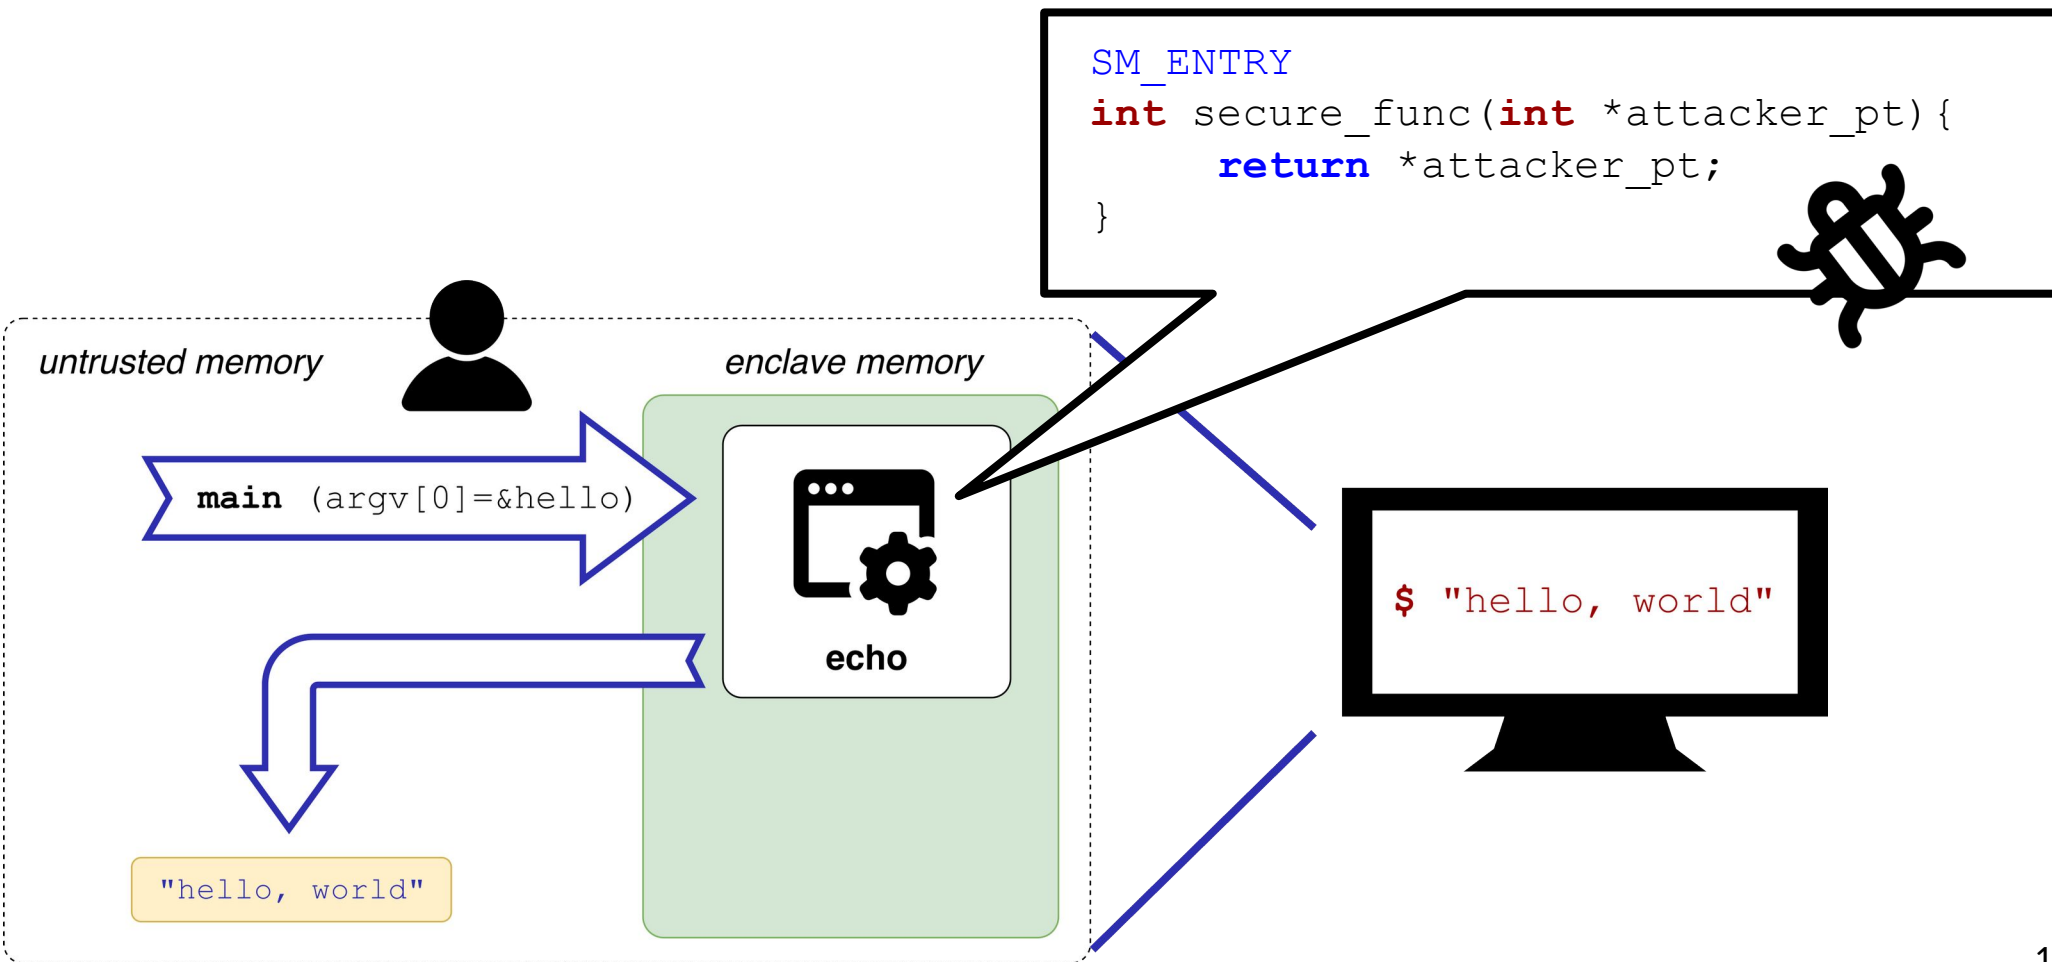 SM_ENTRY
int secure_func(int *attacker_pt){
return *attacker_pt;
}
untrusted memory
enclave memory
main (argv[0]=&hello)
echo
$ "hello, world"
"hello, world"
1